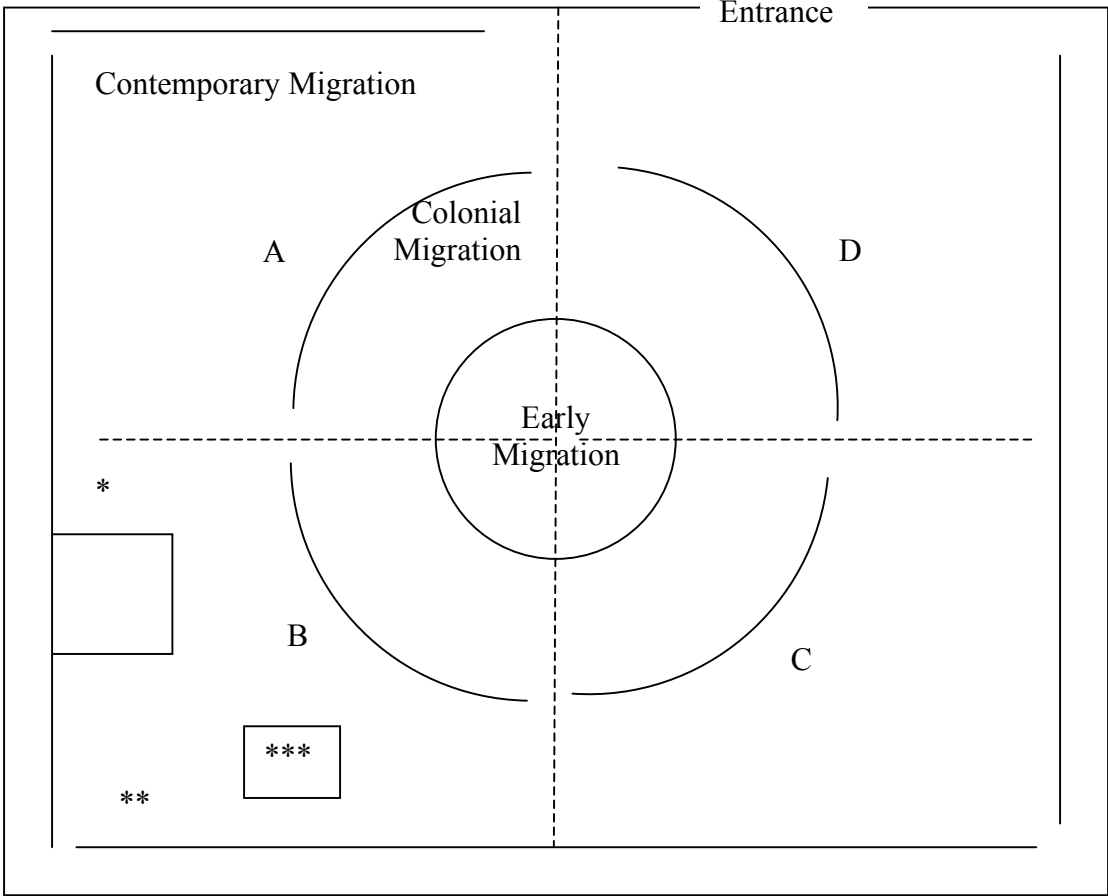 Entrance
Contemporary Migration
Colonial
Migration
A
D
Early
Migration
*
B
C
***
**